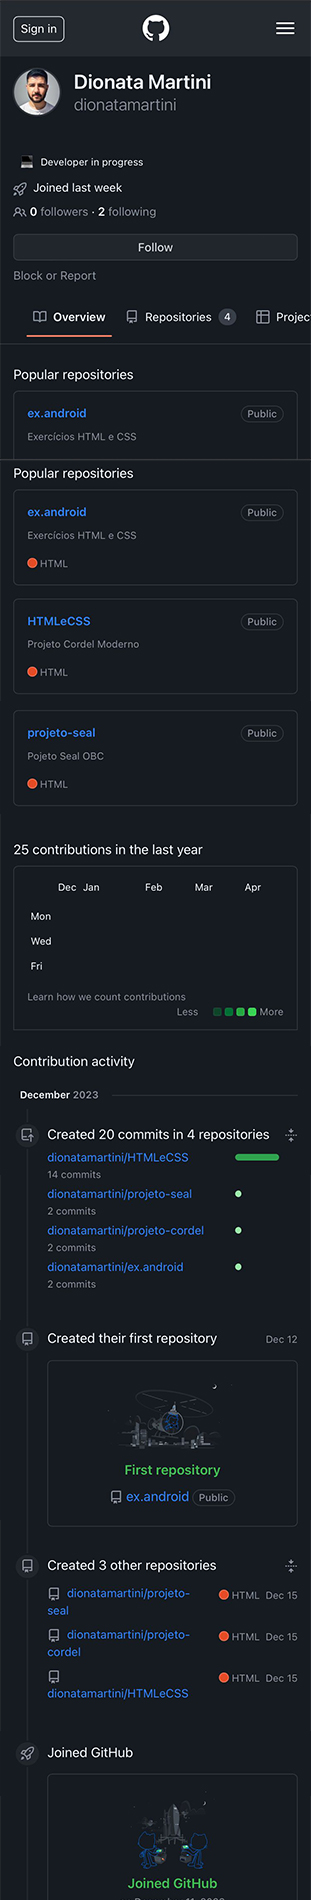 Sign in
Dionata Martini
dionatamartini
Developer in progress
Joined last week
0 followers · 2 following
Follow
Block or Report
Overview
Repositories 4
Projec
Popular repositories
ex.android Public
Exercícios HTML e CSS
Popular repositories
ex.android Public
Exercícios HTML e CSS
HTML
HTMLeCSS Public
Projeto Cordel Moderno
HTML
projeto-seal Public
Pojeto Seal OBC
HTML
25 contributions in the last year
Dec Jan Feb Mar Apr
Mon
Wed
Fri
Learn how we count contributions
Less More
Contribution activity
December 2023
Created 20 commits in 4 repositories
dionatamartini/HTMLeCSS
14 commits
dionatamartini/projeto-seal
2 commits
dionatamartini/projeto-cordel
2 commits
dionatamartini/ex.android
2 commits
Created their first repository Dec 12
First repository
ex.android Public
Created 3 other repositories
dionatamartini/projeto- HTML Dec 15
seal
dionatamartini/projeto- HTML Dec 15
cordel
HTML Dec 15
dionatamartini/HTMLeCSS
Joined GitHub
Joined GitHub